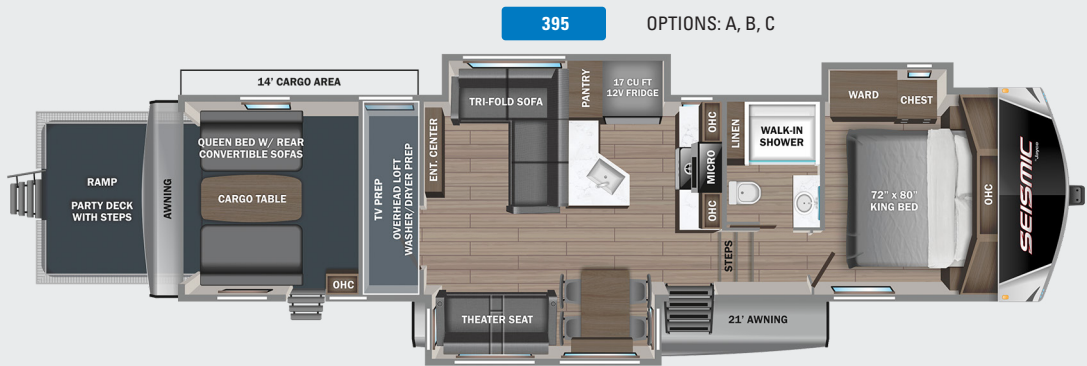 395
OPTIONS: A, B, C
14' CARGO AREA
RAMP
PARTY DECK
WITH STEPS
AWNING
QUEEN BED W/ REAR
CONVERTIBLE SOFAS
CARGO TABLE
OHC
TV PREP
OVERHEAD LOFT
WASHER/DRYER PREP
ENT. CENTER
TRI-FOLD SOFA
PANTRY
17 CU FT
12V FRIDGE
THEATER SEAT
OHC
MICRO
OHC
LINEN
WALK-IN
SHOWER
STEPS
21' AWNING
WARD
CHEST
72" x 80"
KING BED
OHC
SEISMIC
Jayco